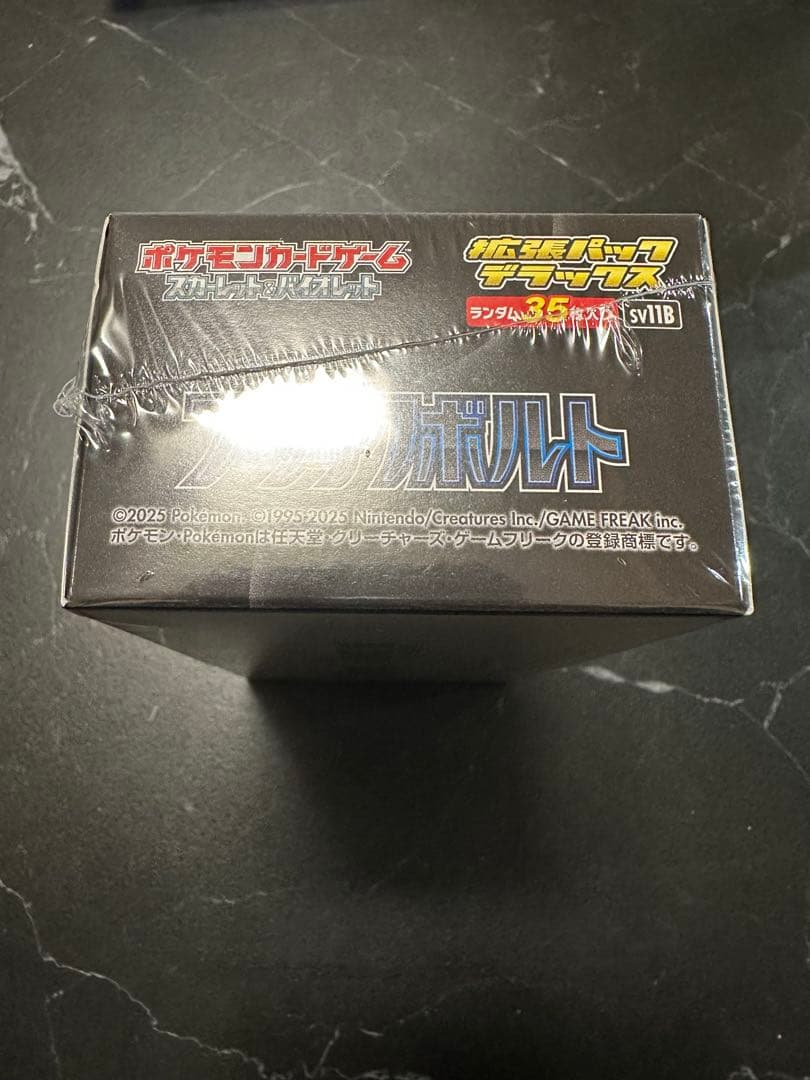 ポケモンカードゲーム
スカーレット&バイオレット
拡張パック
デラックス
ランダム35枚入り
sv11B
ボルト
©2025 Pokémon. ©1995-2025 Nintendo/Creatures Inc./GAME FREAK inc.
ポケモン・Pokémonは任天堂・クリーチャーズ・ゲームフリークの登録商標です。